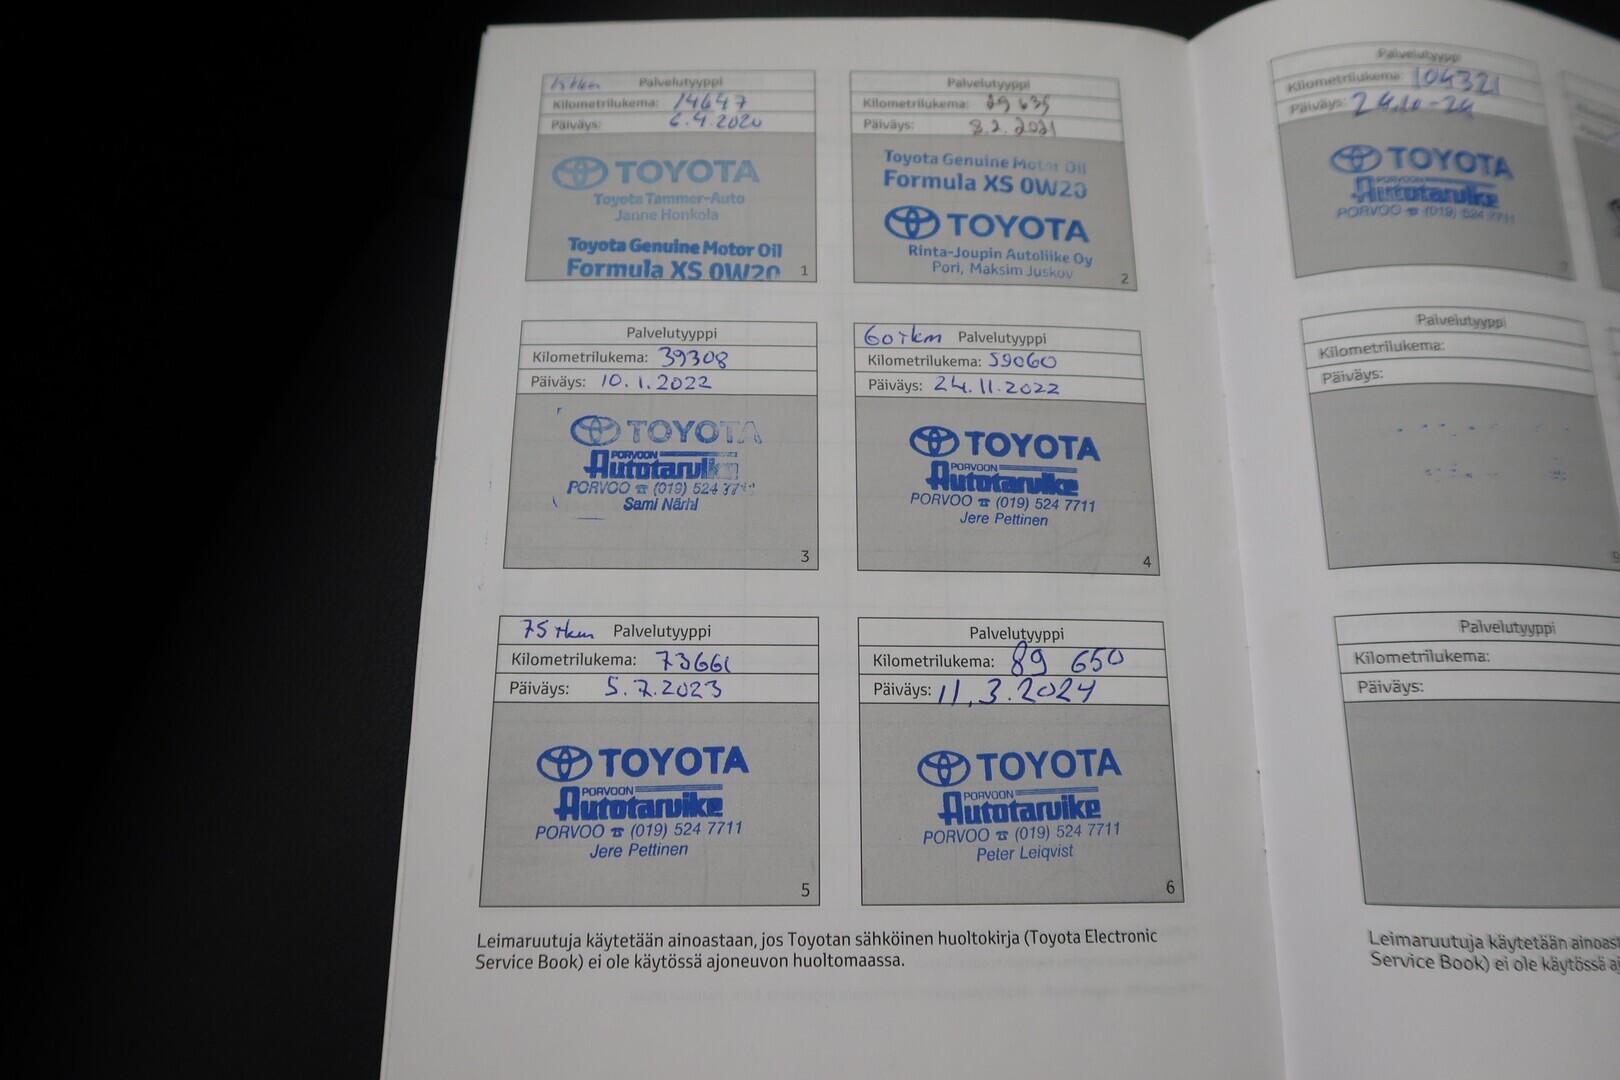 15tkm Palvelutyyppi
Kilometrilukema: 14647
Päiväys: 6.4.2020
TOYOTA
Toyota Tammer-Auto
Janne Honkola
Toyota Genuine Motor Oil
Formula XS 0W20
1
Palvelutyyppi
Kilometrilukema: 29 635
Päiväys: 8.2.2021
Toyota Genuine Motor Oil
Formula XS 0W20
TOYOTA
Rinta-Joupin Autoliike Oy
Pori, Maksim Juskov
2
Palvelutyyppi
Kilometrilukema: 39308
Päiväys: 10.1.2022
TOYOTA
PORVOON
Autotarvike
PORVOO ☎ (019) 524 7711
Sami Närhi
3
60tkm Palvelutyyppi
Kilometrilukema: 59060
Päiväys: 24.11.2022
TOYOTA
PORVOON
Autotarvike
PORVOO ☎ (019) 524 7711
Jere Pettinen
4
75tkm Palvelutyyppi
Kilometrilukema: 73661
Päiväys: 5.7.2023
TOYOTA
PORVOON
Autotarvike
PORVOO ☎ (019) 524 7711
Jere Pettinen
5
Palvelutyyppi
Kilometrilukema: 89 650
Päiväys: 11.3.2024
TOYOTA
PORVOON
Autotarvike
PORVOO ☎ (019) 524 7711
Peter Leiqvist
6
Leimaruutuja käytetään ainoastaan, jos Toyotan sähköinen huoltokirja (Toyota Electronic
Service Book) ei ole käytössä ajoneuvon huoltomaassa.
Palvelutyyppi
Kilometrilukema: 104321
Päiväys: 24.10-24
TOYOTA
PORVOON
Autotarvike
PORVOO ☎ (019) 524 7711
Palvelutyyppi
Kilometrilukema:
Päiväys:
Palvelutyyppi
Kilometrilukema:
Päiväys:
Leimaruutuja käytetään ainoast
Service Book) ei ole käytössä aj